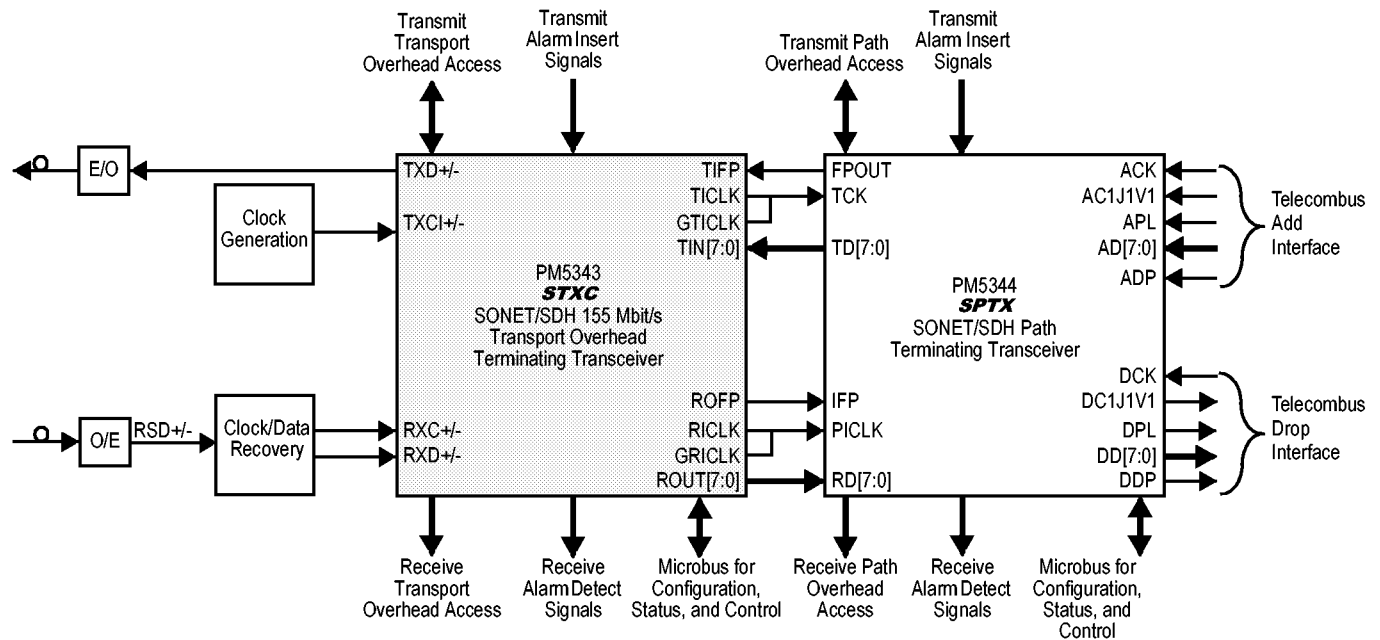 Transmit
Transport
Overhead Access
Transmit
Alarm Insert
Signals
Transmit Path
Overhead Access
Transmit
Alarm Insert
Signals
E/O
TXD+/-
Clock
Generation
TXCI+/-
TIFP
TICLK
GTICLK
TIN[7:0]
FPOUT
TCK
TD[7:0]
ACK
AC1J1V1
APL
AD[7:0]
ADP
Telecombus
Add
Interface
PM5343
STXC
SONET/SDH 155 Mbit/s
Transport Overhead
Terminating Transceiver
PM5344
SPTX
SONET/SDH Path
Terminating Transceiver
O/E
RSD+/-
Clock/Data
Recovery
RXC+/-
RXD+/-
ROFP
RICLK
GRICLK
ROUT[7:0]
IFP
PICLK
RD[7:0]
DCK
DC1J1V1
DPL
DD[7:0]
DDP
Telecombus
Drop
Interface
Receive
Transport
Overhead Access
Receive
Alarm Detect
Signals
Microbus for
Configuration,
Status, and Control
Receive Path
Overhead
Access
Receive
Alarm Detect
Signals
Microbus for
Configuration,
Status, and
Control